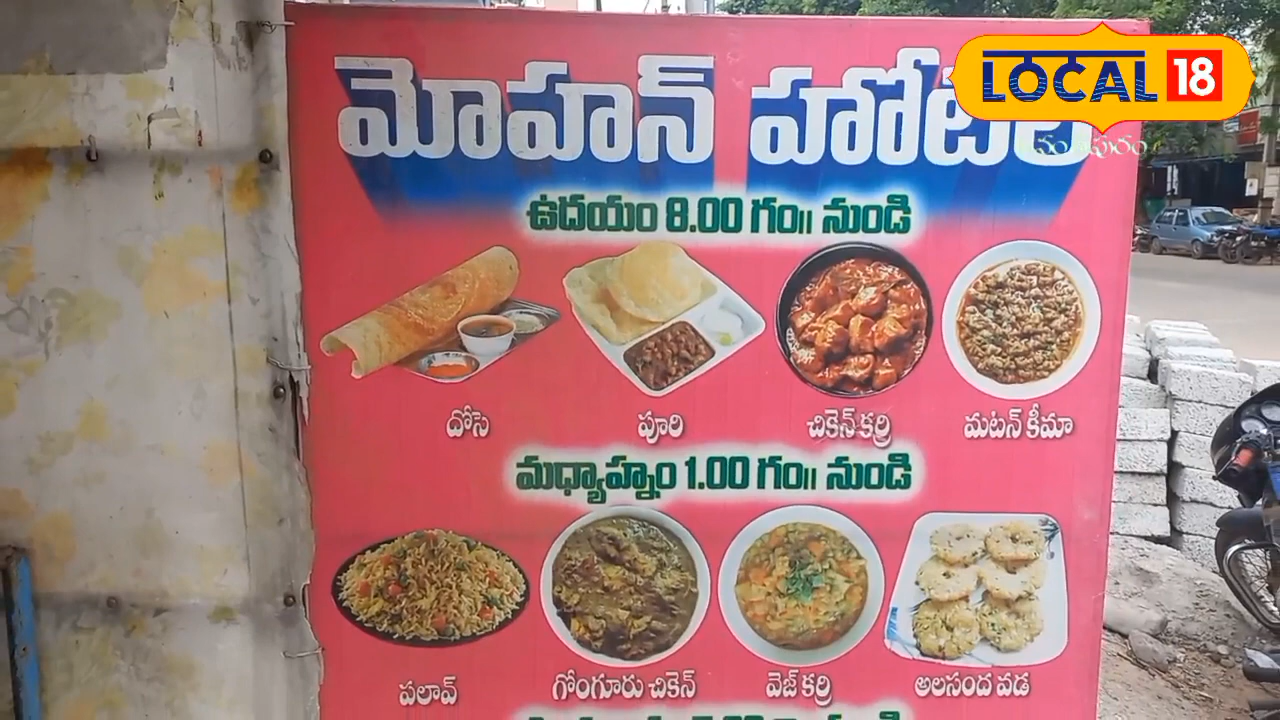 LOCAL 18
మోహన్ హోటల్
ఉదయం 8.00 గం॥ నుండి
దోసె పూరి చికెన్ కర్రీ మటన్ కీమా
మధ్యాహ్నం 1.00 గం॥ నుండి
పలావ్ గోంగూరు చికెన్ వెజ్ కర్రి అలసంద వడ